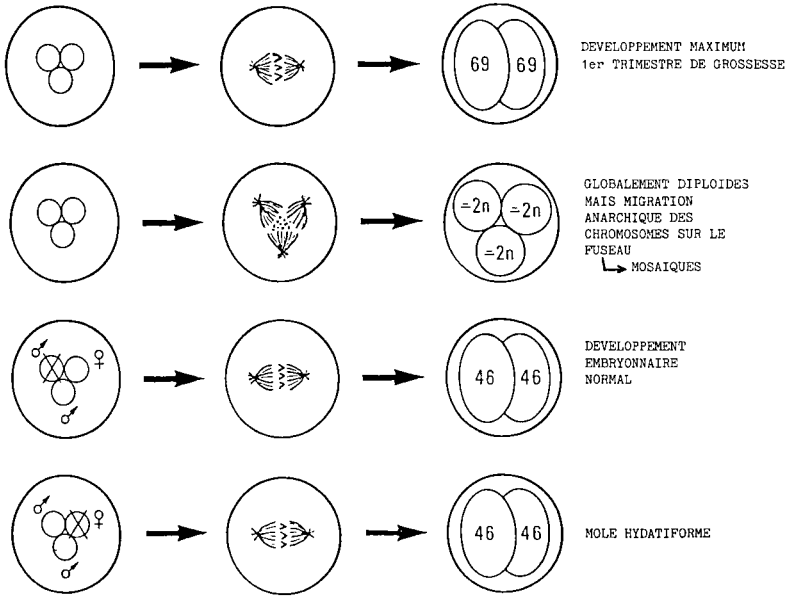 69 69
DEVELOPPEMENT MAXIMUM
1er TRIMESTRE DE GROSSESSE
=2n =2n
=2n
GLOBALEMENT DIPLOIDES
MAIS MIGRATION
ANARCHIQUE DES
CHROMOSOMES SUR LE
FUSEAU
MOSAIQUES
♂ ♀
♂
46 46
DEVELOPPEMENT
EMBRYONNAIRE
NORMAL
♂ ♀
♂
46 46
MOLE HYDATIFORME